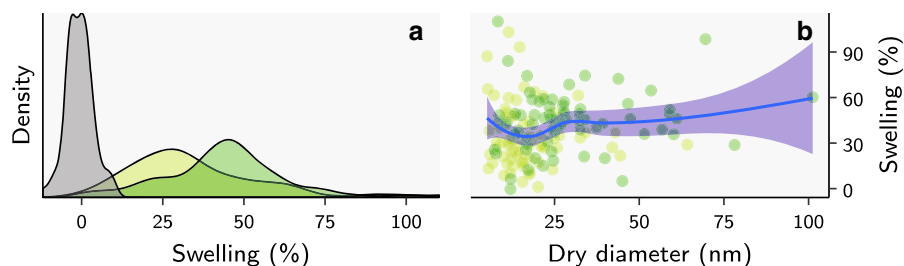 a
Density
0 25 50 75 100
Swelling (%)
b
90
60
30
0
Swelling (%)
25 50 75 100
Dry diameter (nm)